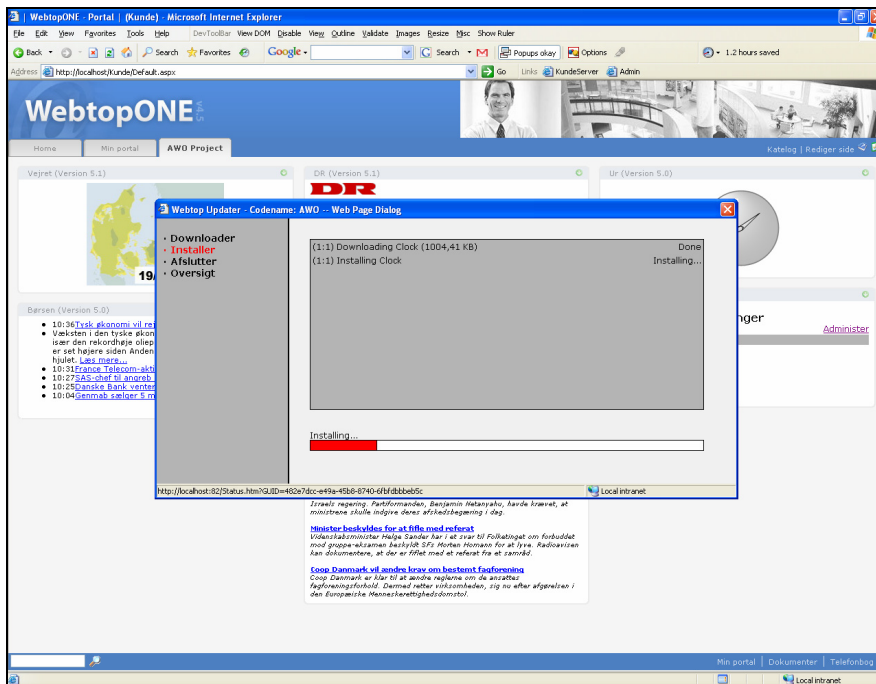 WebtopONE - Portal | (Kunde) - Microsoft Internet Explorer
File Edit View Favorites Tools Help DevToolBar View DOM Disable View Outline Validate Images Resize Misc Show Ruler
Back Search Favorites Google Search Popups okay Options 1.2 hours saved
Address http://localhost/Kunde/Default.aspx Go Links KundeServer Admin
WebtopONE v4.5
Home Min portal AWO Project Katelog | Rediger side
Vejret (Version 5.1) DR (Version 5.1) Ur (Version 5.0)
DR
Webtop Updater - Codename: AWO -- Web Page Dialog
· Downloader
· Installer
· Afslutter
· Oversigt
(1:1) Downloading Clock (1004,41 KB) Done
(1:1) Installing Clock Installing...
Installing...
http://localhost:82/Status.htm?GUID=482e7dcc-e49a-45b8-8740-6fbfdbbbeb5c Local intranet
19/
Børsen (Version 5.0)
10:36 Tysk økonomi vil rej
Væksten i den tyske økon
især den rekordhøje oliep
er set højere siden Anden
hjulet. Læs mere...
10:31 France Telecom-akti
10:27 SAS-chef til angreb
10:25 Danske Bank venter
10:04 Genmab sælger 5 m
nger
Administer
Israels regering. Partiformanden, Benjamin Netanyahu, havde krævet, at
ministrene skulle indgive deres afskedsbegæring i dag.
Minister beskyldes for at fifle med referat
Videnskabsminister Helge Sander har i et svar til Folketinget om forbuddet
mod gruppe-eksamen beskyldt SFs Morten Homann for at lyve. Radioavisen
kan dokumentere, at der er fiflet med et referat fra et samråd.
Coop Danmark vil ændre krav om bestemt fagforening
Coop Danmark er klar til at ændre reglerne om de ansattes
fagforeningsforhold. Dermed retter virksomheden, sig nu efter afgørelsen i
den Europæiske Menneskerettighedsdomstol.
Min portal | Dokumenter | Telefonbog
Local intranet